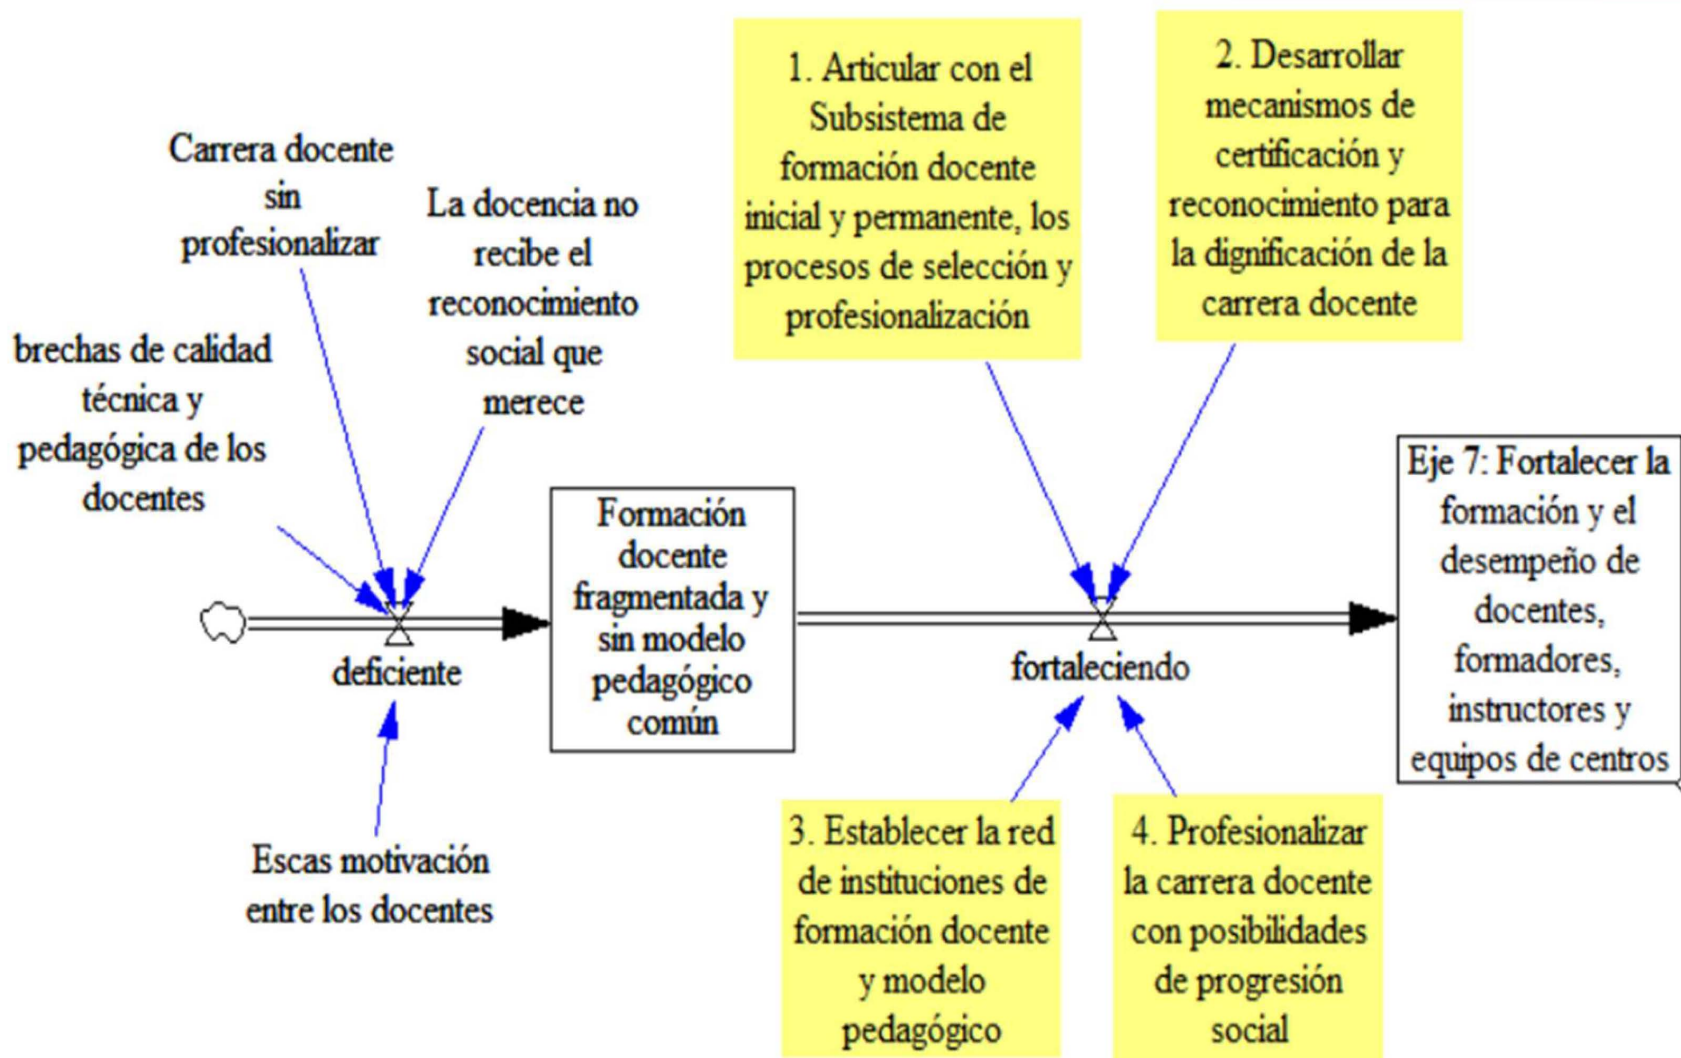 Carrera docente
sin
profesionalizar
La docencia no
recibe el
reconocimiento
social que
merece
brechas de calidad
técnica y
pedagógica de los
docentes
deficiente
Escas motivación
entre los docentes
Formación
docente
fragmentada y
sin modelo
pedagógico
común
1. Articular con el
Subsistema de
formación docente
inicial y permanente, los
procesos de selección y
profesionalización
2. Desarrollar
mecanismos de
certificación y
reconocimiento para
la dignificación de la
carrera docente
fortaleciendo
3. Establecer la red
de instituciones de
formación docente
y modelo
pedagógico
4. Profesionalizar
la carrera docente
con posibilidades
de progresión
social
Eje 7: Fortalecer la
formación y el
desempeño de
docentes,
formadores,
instructores y
equipos de centros